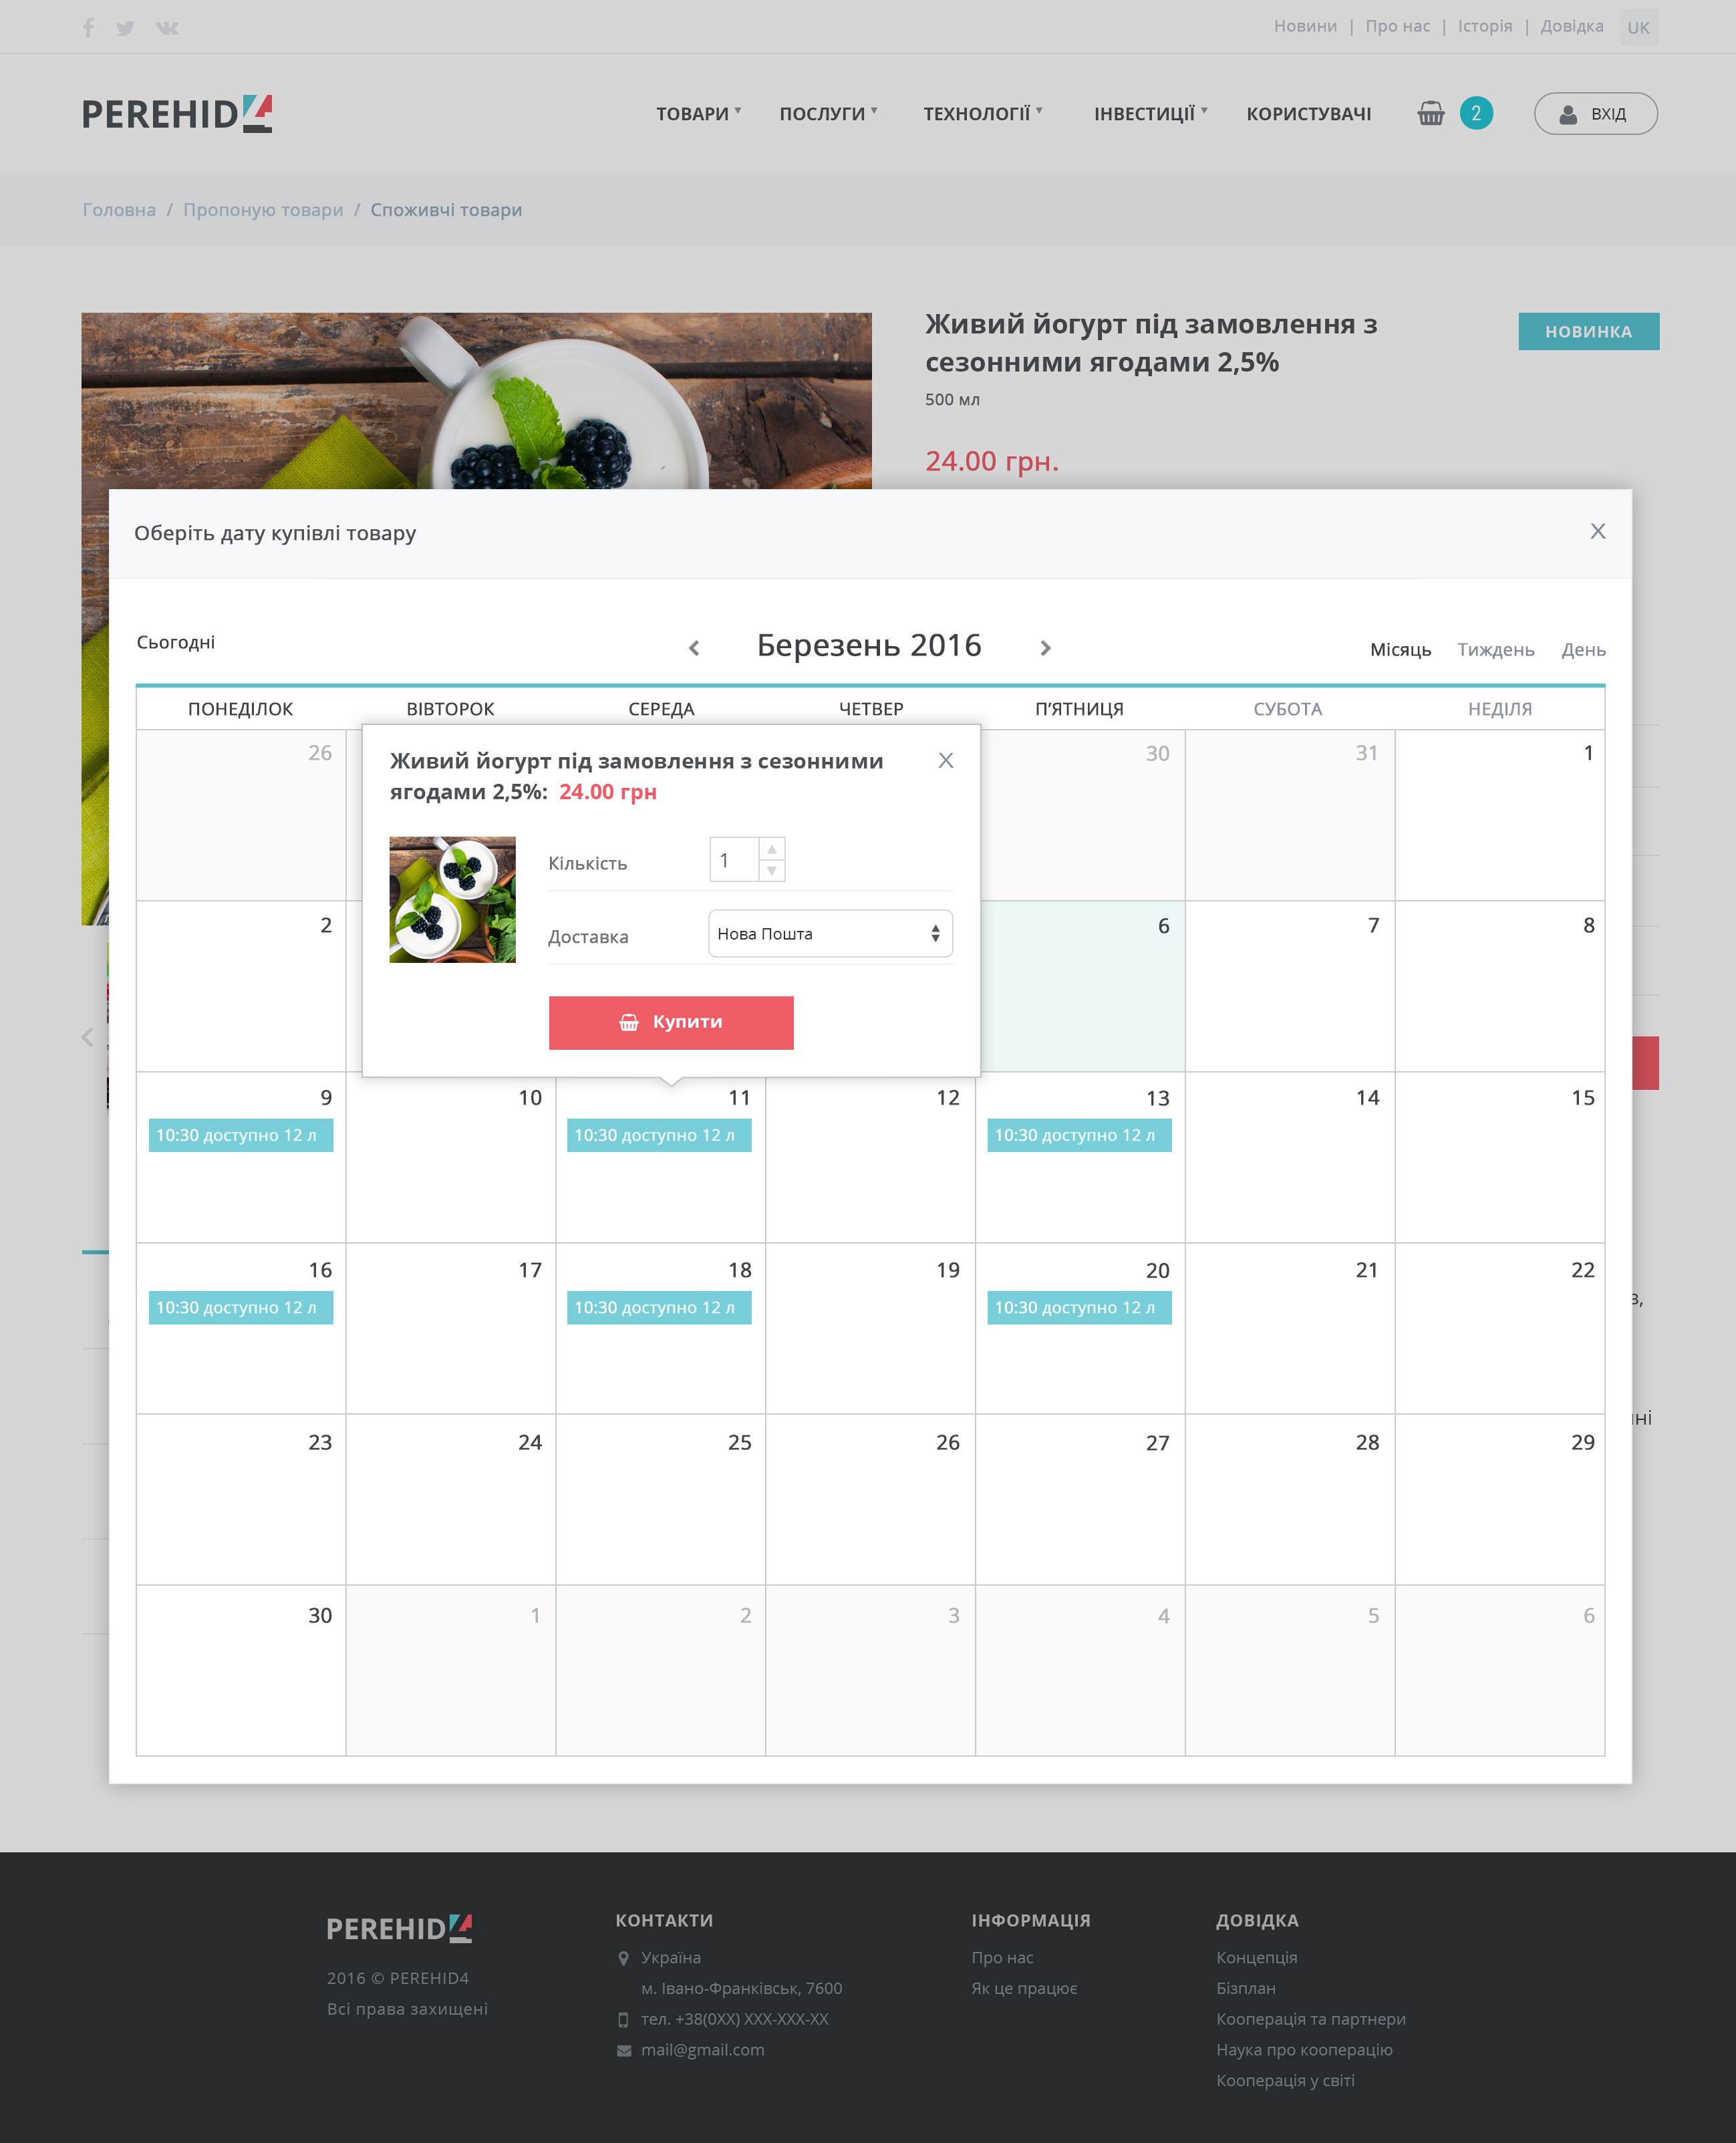 Новини | Про нас | Історія | Довідка UK
PEREHID4
ТОВАРИ ПОСЛУГИ ТЕХНОЛОГІЇ ІНВЕСТИЦІЇ КОРИСТУВАЧІ 2 ВХІД
Головна / Пропоную товари / Споживчі товари
Живий йогурт під замовлення з
сезонними ягодами 2,5%
НОВИНКА
500 мл
24.00 грн.
Оберіть дату купівлі товару X
Сьогодні
Березень 2016
Місяць Тиждень День
ПОНЕДІЛОК ВІВТОРОК СЕРЕДА ЧЕТВЕР П'ЯТНИЦЯ СУБОТА НЕДІЛЯ
26 30 31 1
Живий йогурт під замовлення з сезонними X
ягодами 2,5%: 24.00 грн
Кількість 1
Доставка Нова Пошта
Купити
2 6 7 8
9 10 11 12 13 14 15
10:30 доступно 12 л 10:30 доступно 12 л 10:30 доступно 12 л
16 17 18 19 20 21 22
10:30 доступно 12 л 10:30 доступно 12 л 10:30 доступно 12 л
23 24 25 26 27 28 29
30 1 2 3 4 5 6
PEREHID4
2016 © PEREHID4
Всі права захищені
КОНТАКТИ
Україна
м. Івано-Франківськ, 7600
тел. +38(0XX) XXX-XXX-XX
mail@gmail.com
ІНФОРМАЦІЯ
Про нас
Як це працює
ДОВІДКА
Концепція
Бізплан
Кооперація та партнери
Наука про кооперацію
Кооперація у світі